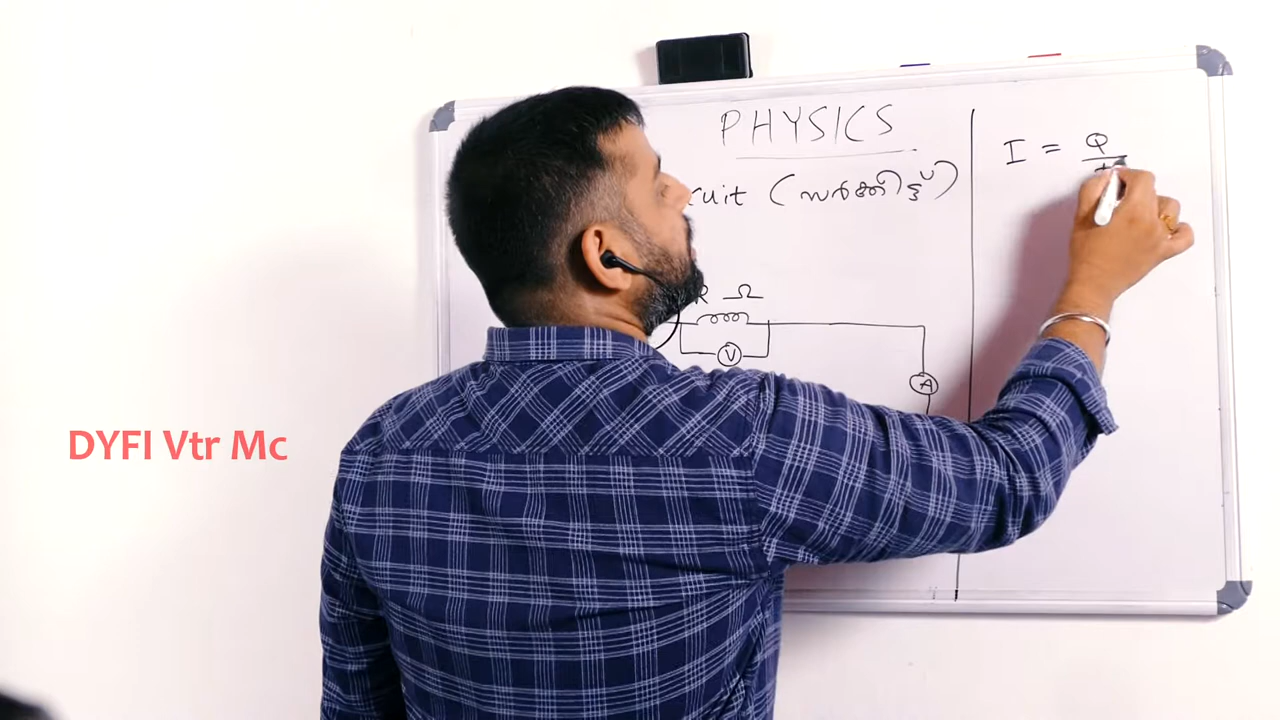 PHYSICS
cuit (സർക്കീട്ട്)
I = Q/t
R Ω
V
A
DYFI Vtr Mc